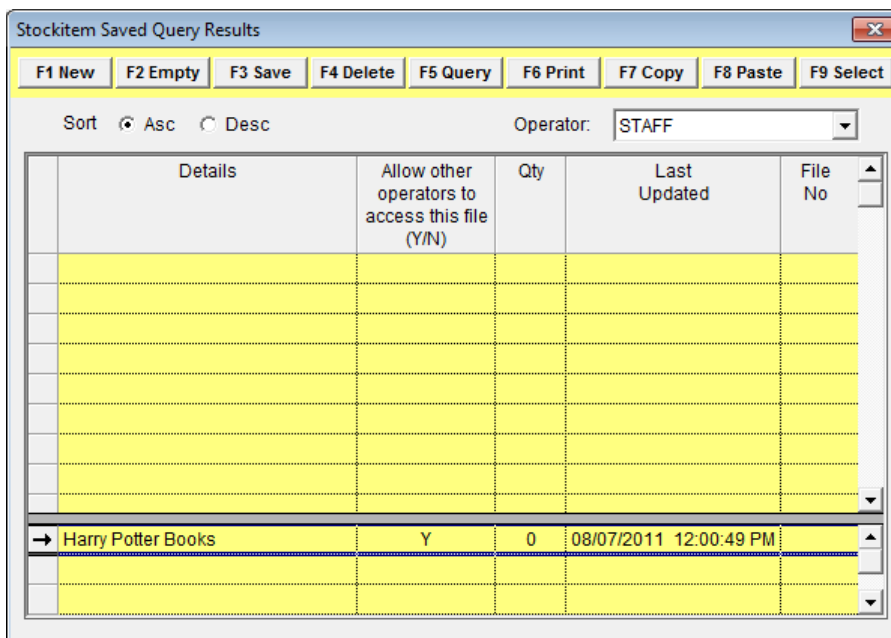 Stockitem Saved Query Results
F1 New F2 Empty F3 Save F4 Delete F5 Query F6 Print F7 Copy F8 Paste F9 Select
Sort Asc Desc Operator: STAFF
Details Allow other operators to access this file (Y/N) Qty Last Updated File No
Harry Potter Books Y 0 08/07/2011 12:00:49 PM